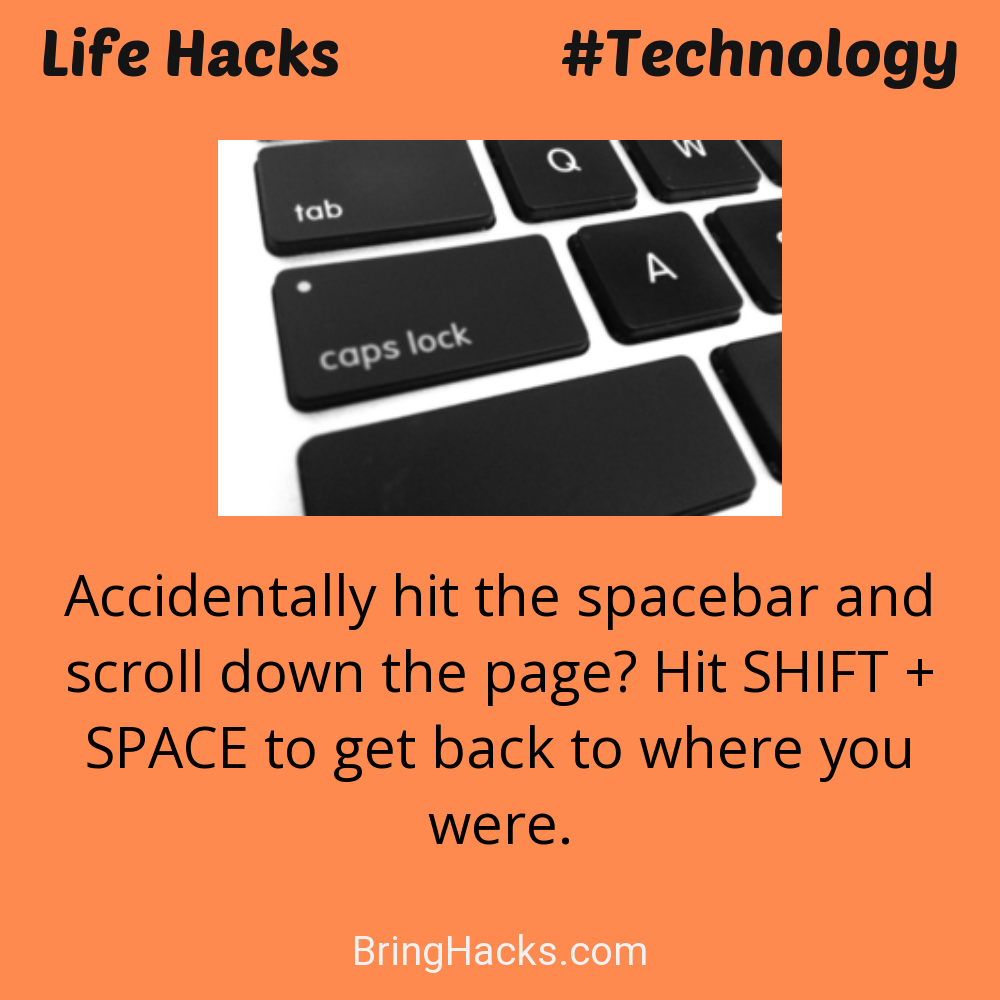 Life Hacks #Technology
tab
Q
W
caps lock
A
Accidentally hit the spacebar and
scroll down the page? Hit SHIFT +
SPACE to get back to where you
were.
BringHacks.com